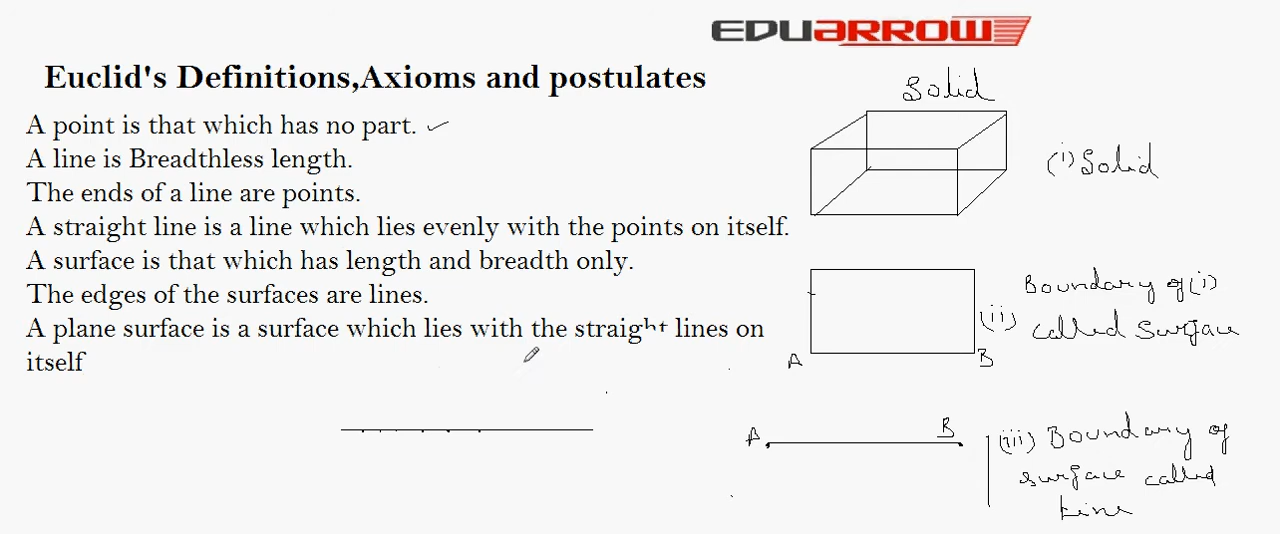 EDUARROW
Euclid's Definitions,Axioms and postulates
A point is that which has no part.
A line is Breadthless length.
The ends of a line are points.
A straight line is a line which lies evenly with the points on itself.
A surface is that which has length and breadth only.
The edges of the surfaces are lines.
A plane surface is a surface which lies with the straight lines on
itself
Solid
(i) Solid
Boundary of (i)
(ii) called Surface
A B
A B
(iii) Boundary of
surface called
Line